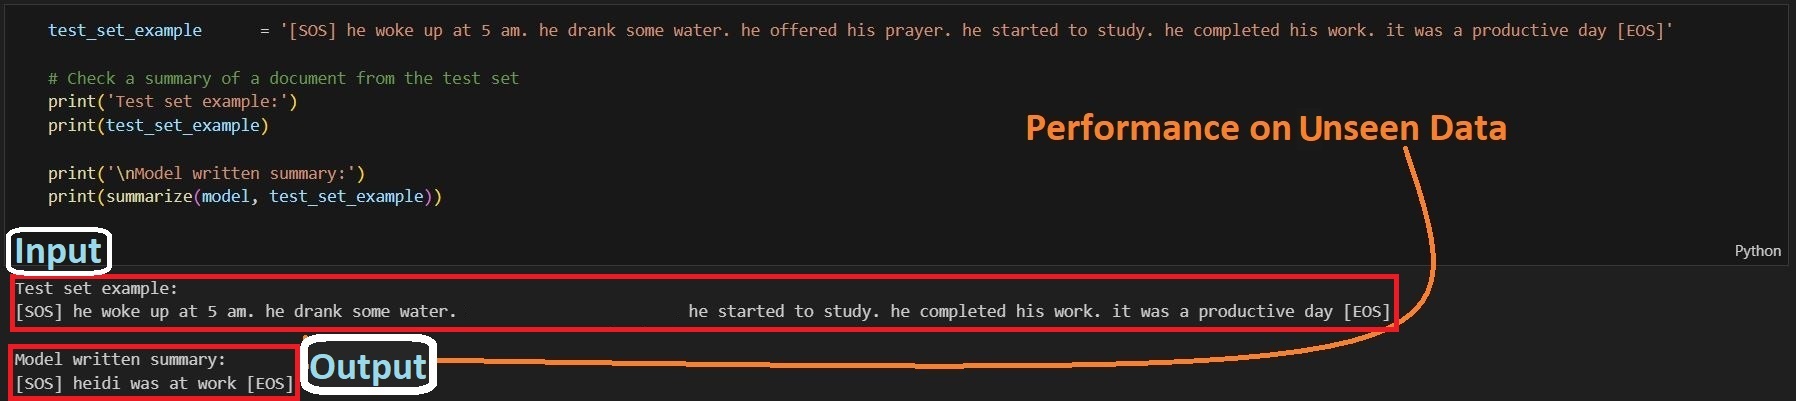 test_set_example      = '[SOS] he woke up at 5 am. he drank some water. he offered his prayer. he started to study. he completed his work. it was a productive day [EOS]'
# Check a summary of a document from the test set
print('Test set example:')
print(test_set_example)
Performance on Unseen Data
print('\nModel written summary:')
print(summarize(model, test_set_example))
Input
Python
Test set example:
[SOS] he woke up at 5 am. he drank some water.                        he started to study. he completed his work. it was a productive day [EOS]
Model written summary:
Output
[SOS] heidi was at work [EOS]